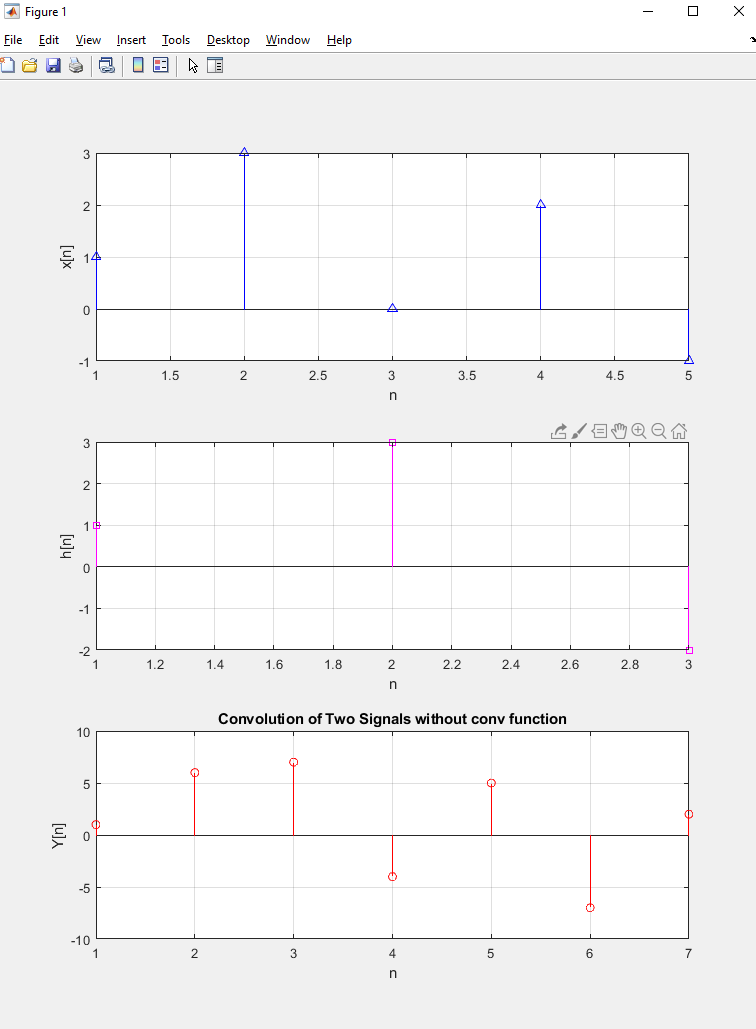 Figure 1
File Edit View Insert Tools Desktop Window Help
3
2
1
0
-1
x[n]
1 1.5 2 2.5 3 3.5 4 4.5 5
n
3
2
1
0
-1
-2
h[n]
1 1.2 1.4 1.6 1.8 2 2.2 2.4 2.6 2.8 3
n
Convolution of Two Signals without conv function
10
5
0
-5
-10
Y[n]
1 2 3 4 5 6 7
n